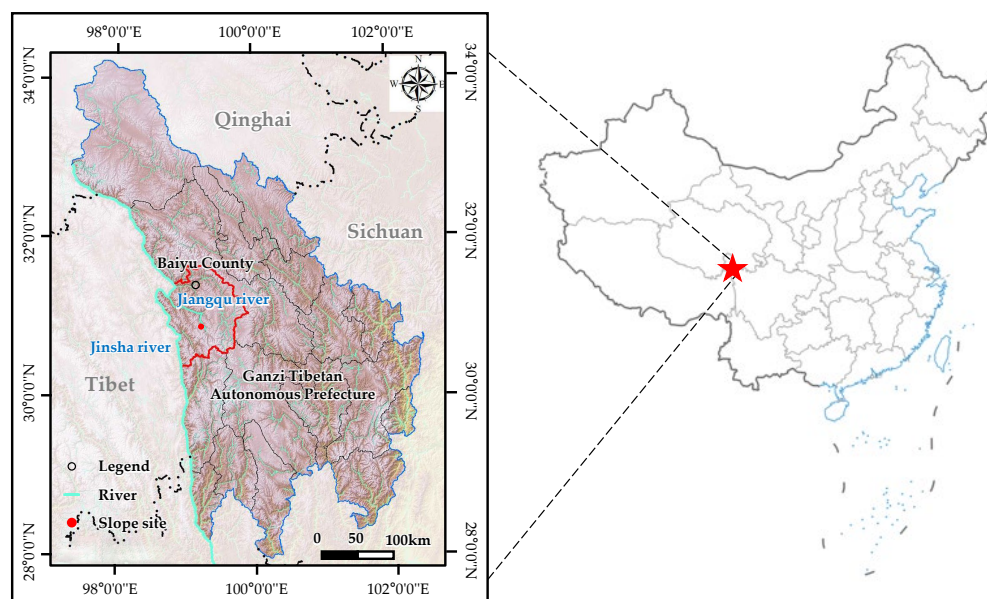 98°0'0"E
100°0'0"E
102°0'0"E
34°0'0"N
34°0'0"N
N
W
E
S
Qinghai
32°0'0"N
32°0'0"N
Sichuan
Baiyu County
Jiangqu river
Jinsha river
Tibet
Ganzi Tibetan
Autonomous Prefecture
30°0'0"N
30°0'0"N
Legend
River
Slope site
0 50 100km
28°0'0"N
28°0'0"N
98°0'0"E
100°0'0"E
102°0'0"E